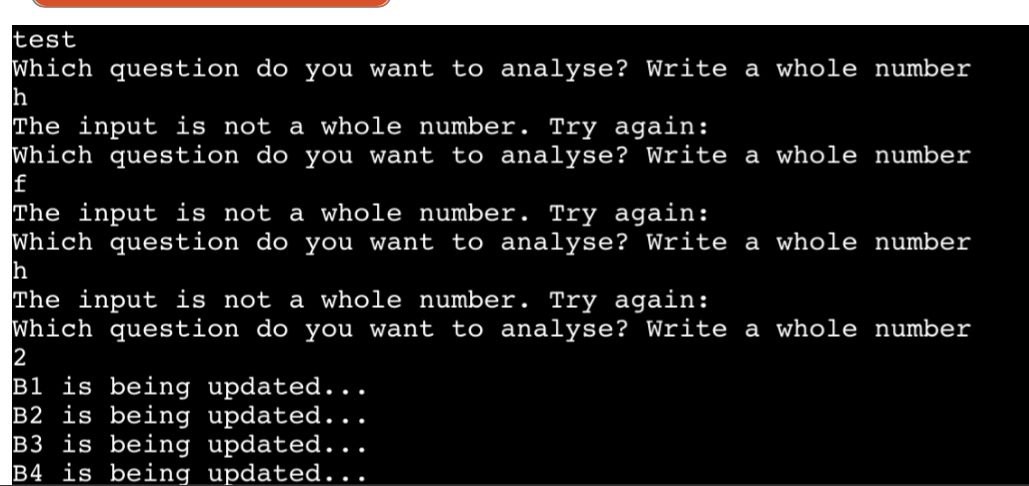 test
Which question do you want to analyse? Write a whole number
h
The input is not a whole number. Try again:
Which question do you want to analyse? Write a whole number
f
The input is not a whole number. Try again:
Which question do you want to analyse? Write a whole number
h
The input is not a whole number. Try again:
Which question do you want to analyse? Write a whole number
2
B1 is being updated...
B2 is being updated...
B3 is being updated...
B4 is being updated...